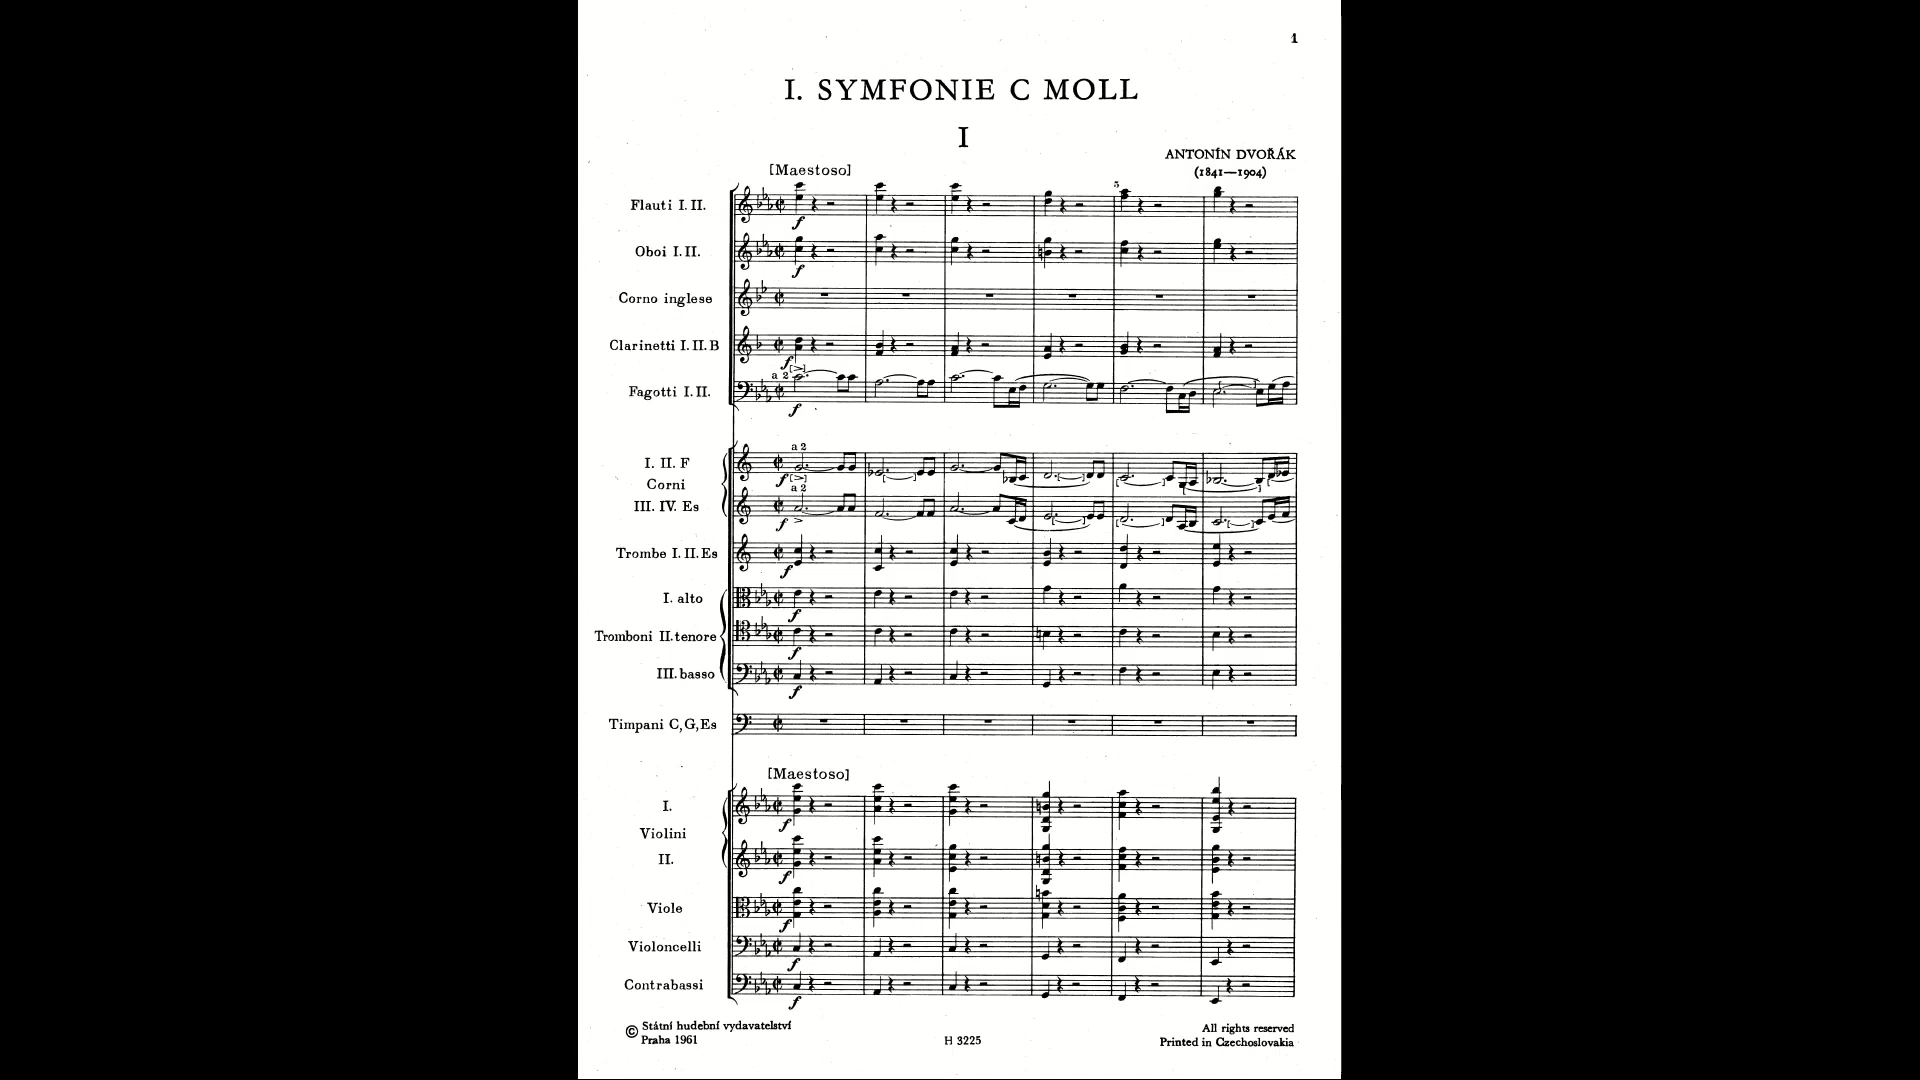 1
I. SYMFONIE C MOLL
I
ANTONÍN DVOŘÁK
(1841—1904)
[Maestoso]
5
Flauti I. II.
f
Oboi I. II.
f
Corno inglese
Clarinetti I. II. B
f
[>]
a 2
Fagotti I. II.
f
a 2
I. II. F
f [>]
Corni
a 2
III. IV. Es
f >
Trombe I. II. Es
f
I. alto
f
Tromboni II. tenore
f
III. basso
f
Timpani C, G, Es
[Maestoso]
I.
f
Violini
II.
f
Viole
f
Violoncelli
f
Contrabassi
f
© Státní hudební vydavatelství
Praha 1961
H 3225
All rights reserved
Printed in Czechoslovakia